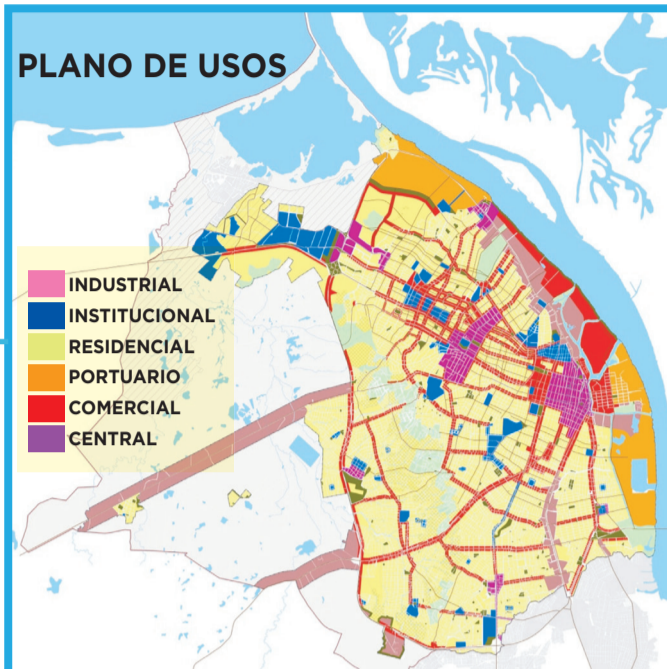 PLANO DE USOS
INDUSTRIAL
INSTITUCIONAL
RESIDENCIAL
PORTUARIO
COMERCIAL
CENTRAL